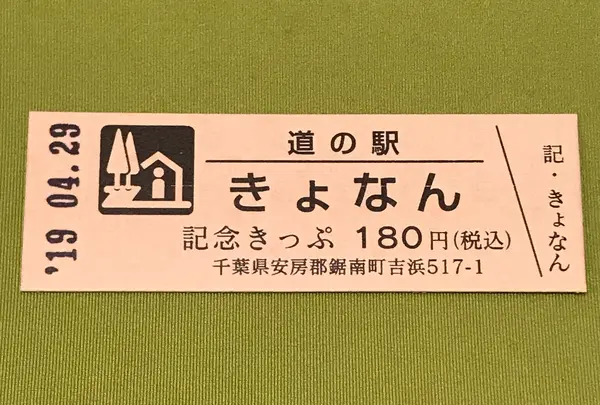 '19 04.29
道の駅
きょなん
記念きっぷ 180円(税込)
千葉県安房郡鋸南町吉浜517-1
記・きょなん